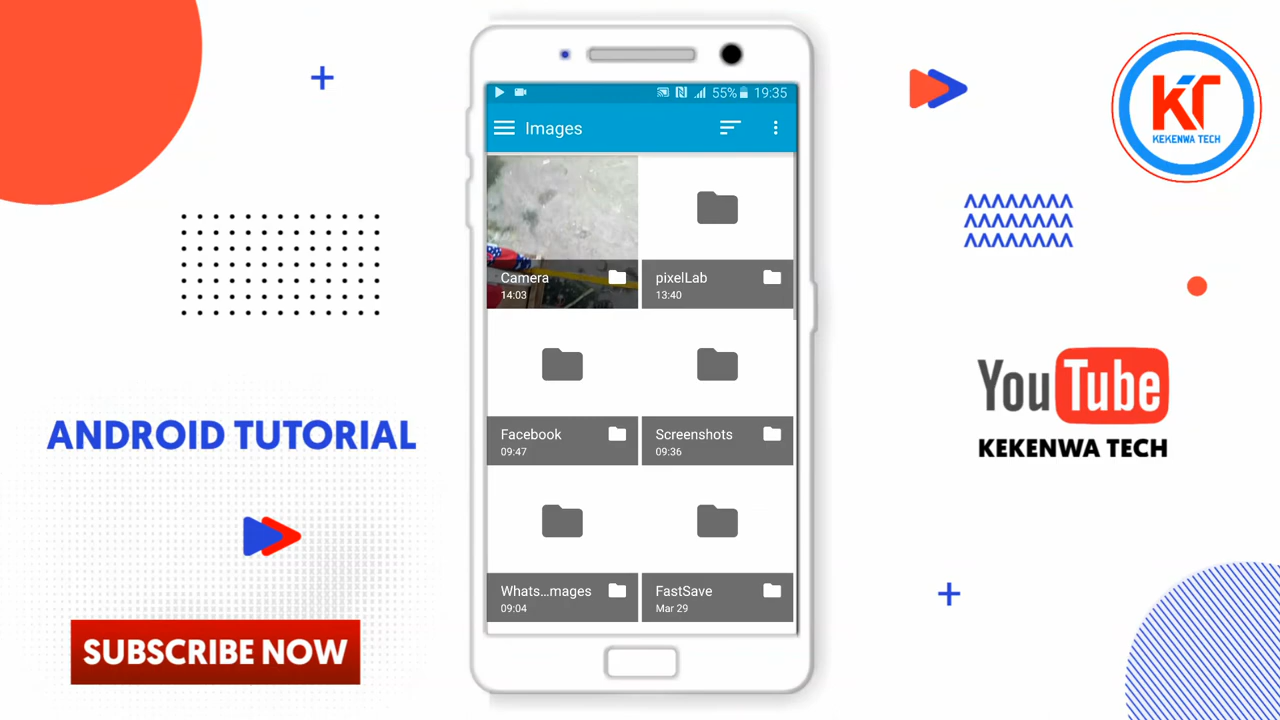 55% 19:35
Images
Camera
14:03
pixelLab
13:40
Facebook
09:47
Screenshots
09:36
Whats...mages
09:04
FastSave
Mar 29
ANDROID TUTORIAL
SUBSCRIBE NOW
KT
KEKENWA TECH
YouTube
KEKENWA TECH